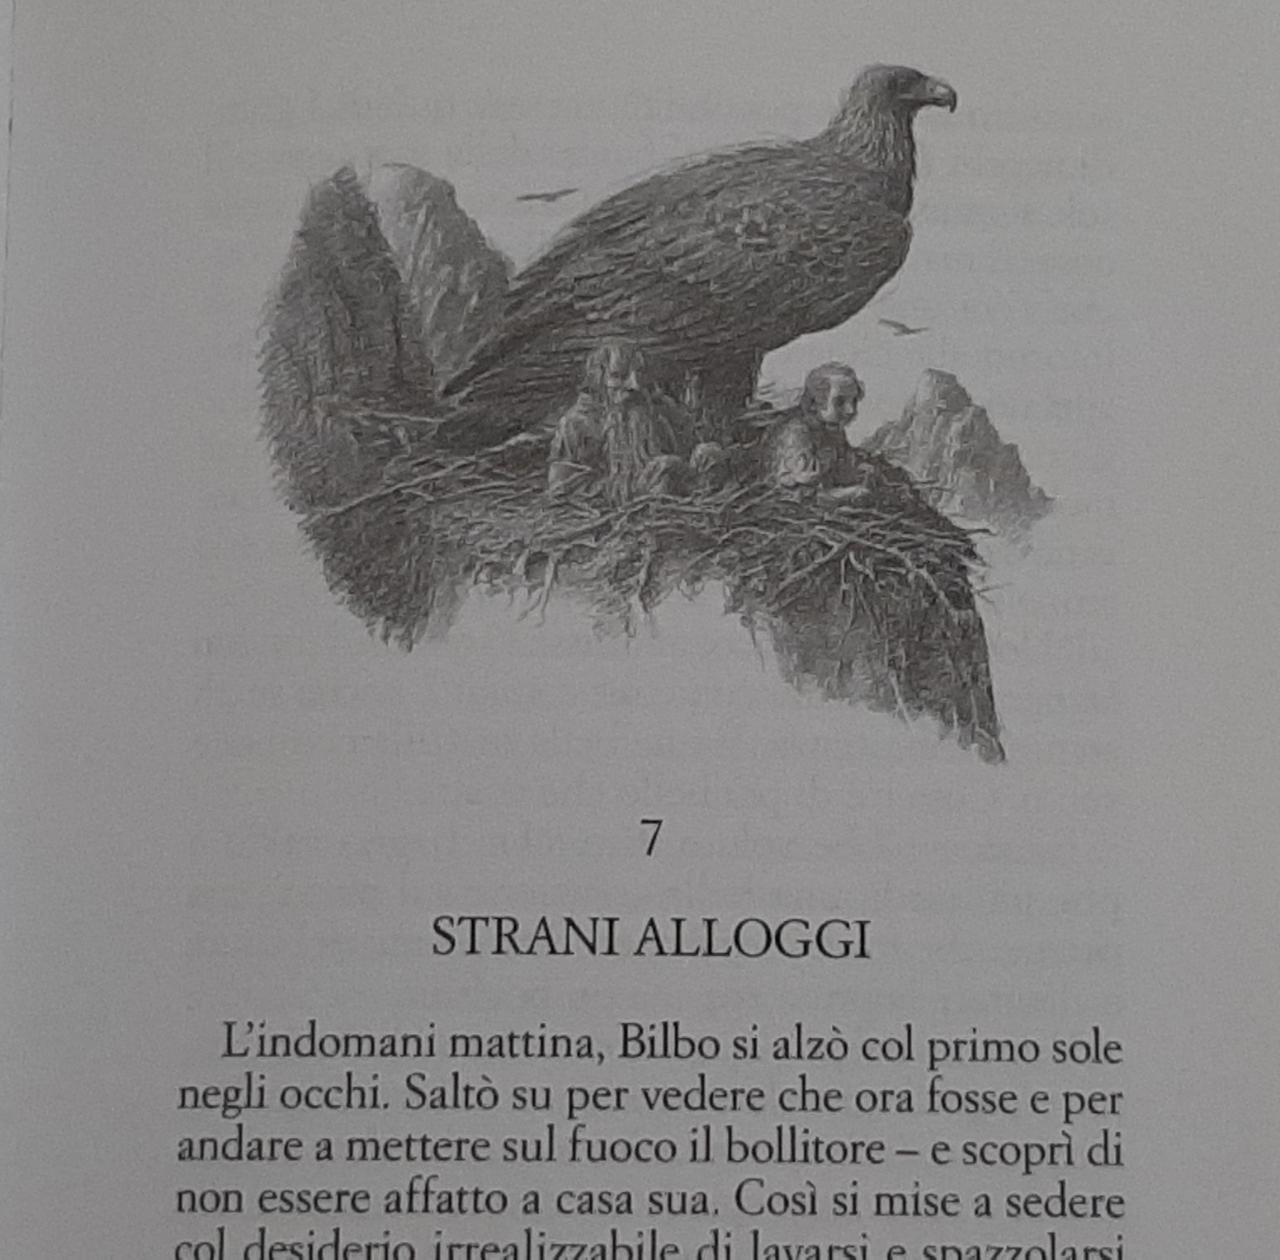 7
STRANI ALLOGGI
L'indomani mattina, Bilbo si alzò col primo sole
negli occhi. Saltò su per vedere che ora fosse e per
andare a mettere sul fuoco il bollitore – e scoprì di
non essere affatto a casa sua. Così si mise a sedere
col desiderio irrealizzabile di lavarsi e spazzolarsi